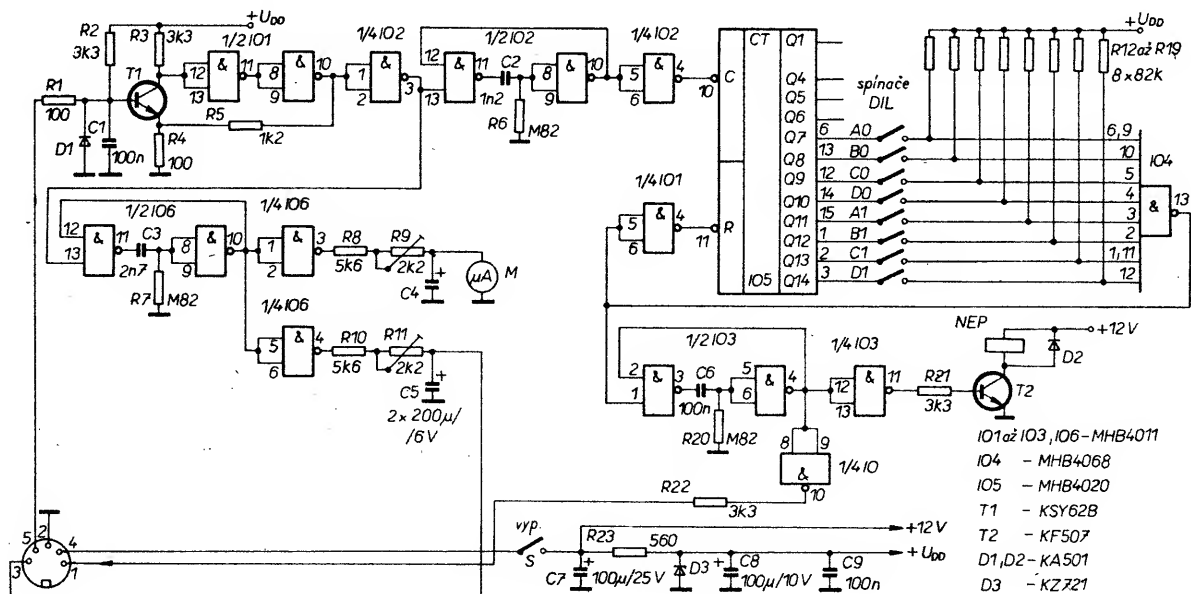 R2
3k3
R3
3k3
+U_DD
1/2 IO1
12
13
&
11
8
9
&
10
1/4 IO2
1
2
&
3
1/2 IO2
12
13
&
11
C2
1n2
R6
M82
8
9
&
10
1/4 IO2
5
6
&
4
10
C
CT
Q1
Q4
Q5
Q6
Q7
Q8
Q9
Q10
Q11
Q12
Q13
Q14
R
11
IO5
6 A0
13 B0
12 C0
14 D0
15 A1
1 B1
2 C1
3 D1
spínače
DIL
+U_DD
R12 až R19
8 x 82k
6,9
10
5
4
3
2
1,11
12
IO4
&
13
R1
100
D1
C1
100n
T1
R5
1k2
R4
100
1/4 IO1
5
6
&
4
1/2 IO6
12
13
&
11
C3
2n7
R7
M82
8
9
&
10
1/4 IO6
1
2
&
3
R8
5k6
R9
2k2
+
C4
µA
M
1/4 IO6
5
6
&
4
R10
5k6
R11
2k2
+
C5
2 x 200µ/
/6V
1/2 IO3
2
1
&
3
C6
100n
R20
M82
5
6
&
4
1/4 IO3
12
13
&
11
R21
3k3
NEP
+12V
D2
T2
8
9
&
10
1/4 IO
R22
3k3
IO1 až IO3, IO6 - MHB4011
IO4 - MHB4068
IO5 - MHB4020
T1 - KSY62B
T2 - KF507
D1, D2 - KA501
D3 - KZ721
5
2
4
3
1
vyp.
S
+12V
R23
560
+U_DD
+
C7
100µ/25V
D3
+
C8
100µ/10V
C9
100n